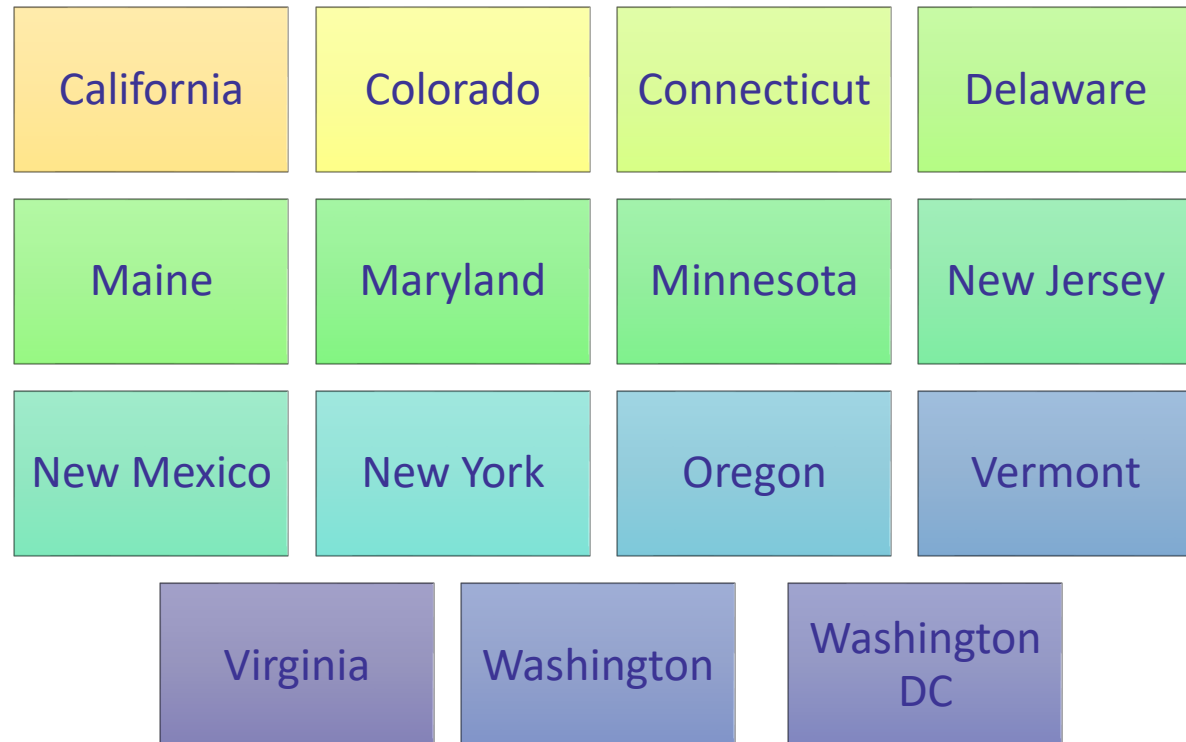 California
Colorado
Connecticut
Delaware
Maine
Maryland
Minnesota
New Jersey
New Mexico
New York
Oregon
Vermont
Virginia
Washington
Washington
DC